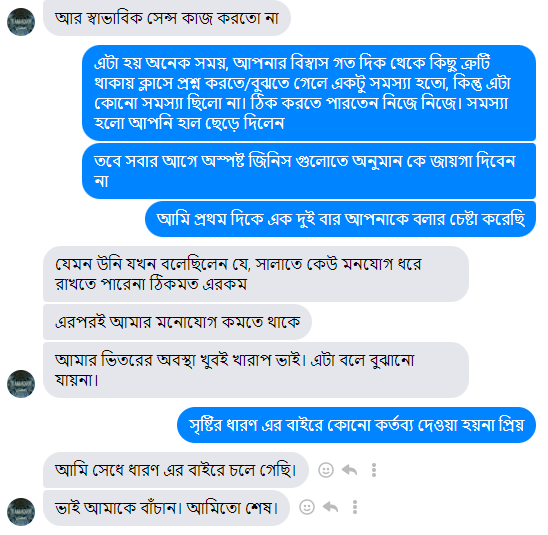 আর স্বাভাবিক সেন্স কাজ করতো না
এটা হয় অনেক সময়, আপনার বিশ্বাস গত দিক থেকে কিছু ত্রুটি
থাকায় ক্লাসে প্রশ্ন করতে/বুঝতে গেলে একটু সমস্যা হতো, কিন্তু এটা
কোনো সমস্যা ছিলো না। ঠিক করতে পারতেন নিজে নিজে। সমস্যা
হলো আপনি হাল ছেড়ে দিলেন
তবে সবার আগে অস্পষ্ট জিনিস গুলোতে অনুমান কে জায়গা দিবেন
না
আমি প্রথম দিকে এক দুই বার আপনাকে বলার চেষ্টা করেছি
যেমন উনি যখন বলেছিলেন যে, সালাতে কেউ মনযোগ ধরে
রাখতে পারেনা ঠিকমত এরকম
এরপরই আমার মনোযোগ কমতে থাকে
আমার ভিতরের অবস্থা খুবই খারাপ ভাই। এটা বলে বুঝানো
যায়না।
সৃষ্টির ধারণ এর বাইরে কোনো কর্তব্য দেওয়া হয়না প্রিয়
আমি সেধে ধারণ এর বাইরে চলে গেছি।
ভাই আমাকে বাঁচান। আমিতো শেষ।